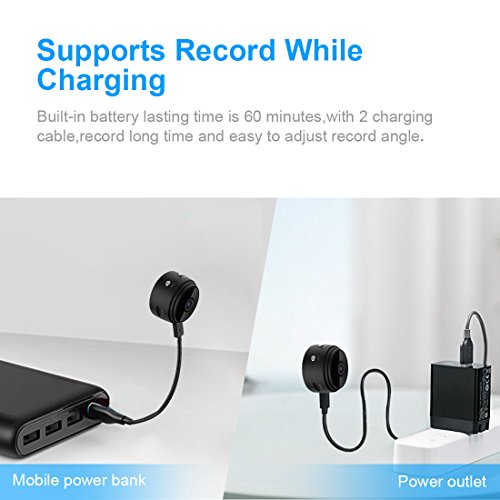 Supports Record While
Charging
Built-in battery lasting time is 60 minutes,with 2 charging
cable,record long time and easy to adjust record angle.
Mobile power bank
Power outlet